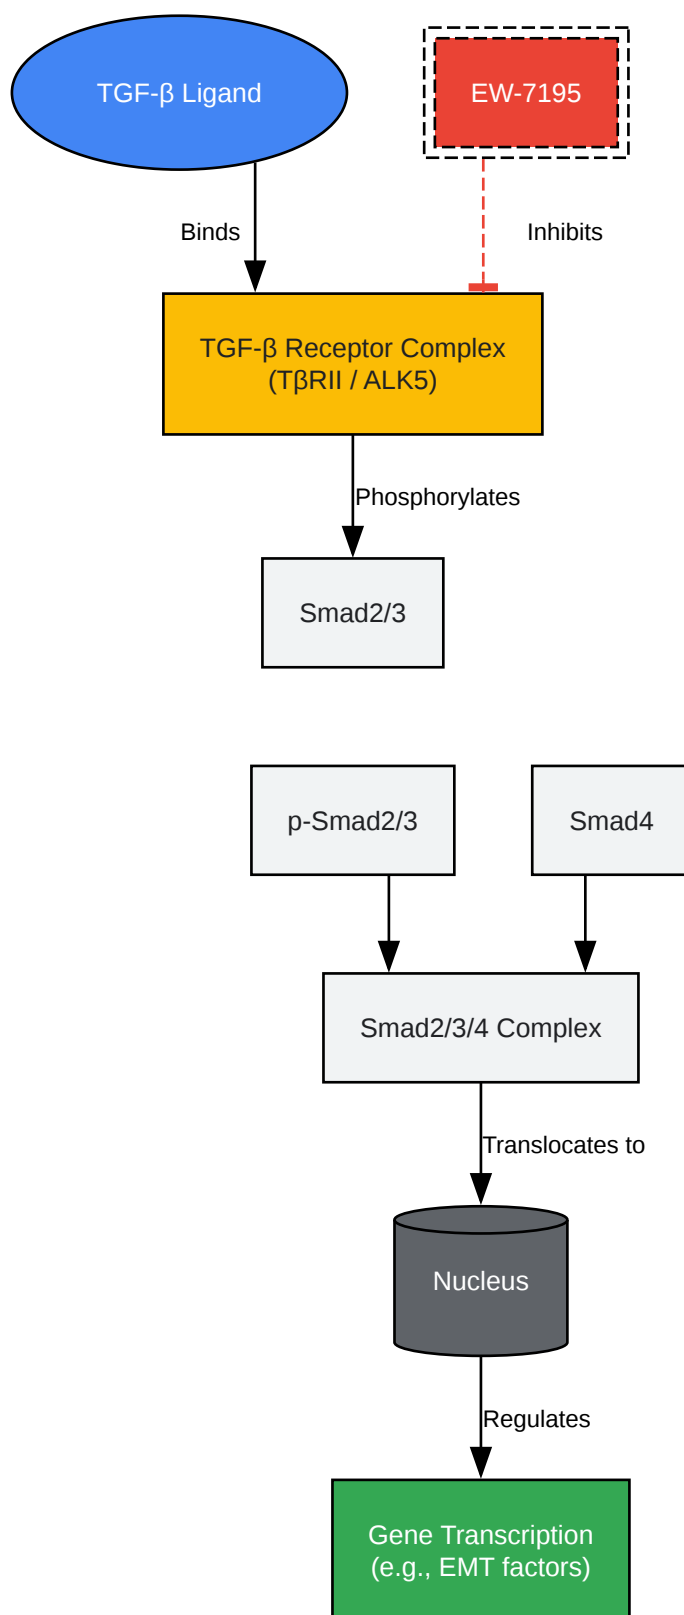 TGF-β Ligand
EW-7195
Binds
Inhibits
TGF-β Receptor Complex
(TβRII / ALK5)
Phosphorylates
Smad2/3
p-Smad2/3
Smad4
Smad2/3/4 Complex
Translocates to
Nucleus
Regulates
Gene Transcription
(e.g., EMT factors)